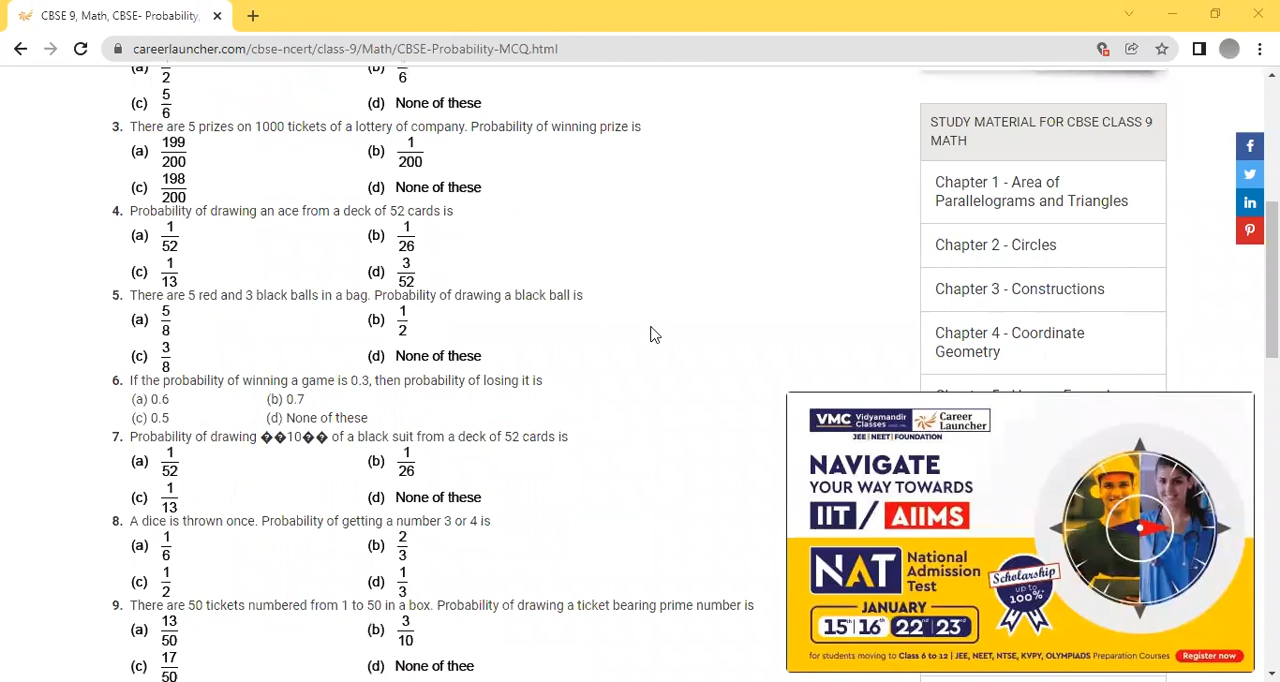 CBSE 9, Math, CBSE- Probability,
careerlauncher.com/cbse-ncert/class-9/Math/CBSE-Probability-MCQ.html
(a) 2 (b) 6
(c) 5/6 (d) None of these
3. There are 5 prizes on 1000 tickets of a lottery of company. Probability of winning prize is
(a) 199/200 (b) 1/200
(c) 198/200 (d) None of these
4. Probability of drawing an ace from a deck of 52 cards is
(a) 1/52 (b) 1/26
(c) 1/13 (d) 3/52
5. There are 5 red and 3 black balls in a bag. Probability of drawing a black ball is
(a) 5/8 (b) 1/2
(c) 3/8 (d) None of these
6. If the probability of winning a game is 0.3, then probability of losing it is
(a) 0.6 (b) 0.7
(c) 0.5 (d) None of these
7. Probability of drawing ��10�� of a black suit from a deck of 52 cards is
(a) 1/52 (b) 1/26
(c) 1/13 (d) None of these
8. A dice is thrown once. Probability of getting a number 3 or 4 is
(a) 1/6 (b) 2/3
(c) 1/2 (d) 1/3
9. There are 50 tickets numbered from 1 to 50 in a box. Probability of drawing a ticket bearing prime number is
(a) 13/50 (b) 3/10
(c) 17/50 (d) None of thee
STUDY MATERIAL FOR CBSE CLASS 9
MATH
Chapter 1 - Area of
Parallelograms and Triangles
Chapter 2 - Circles
Chapter 3 - Constructions
Chapter 4 - Coordinate
Geometry
f
in
VMC Vidyamandir Classes Career Launcher
JEE | NEET | FOUNDATION
NAVIGATE
YOUR WAY TOWARDS
IIT / AIIMS
NAT National
Admission
Test
Scholarship
up to
100%*
JANUARY
15th 16th 22nd 23rd
for students moving to Class 6 to 12 | JEE, NEET, NTSE, KVPY, OLYMPIADS Preparation Courses Register now